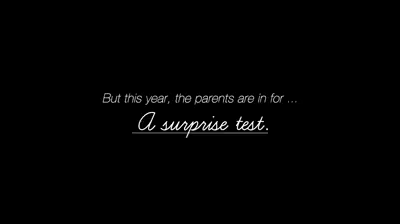 But this year, the parents are in for ...
A surprise test.